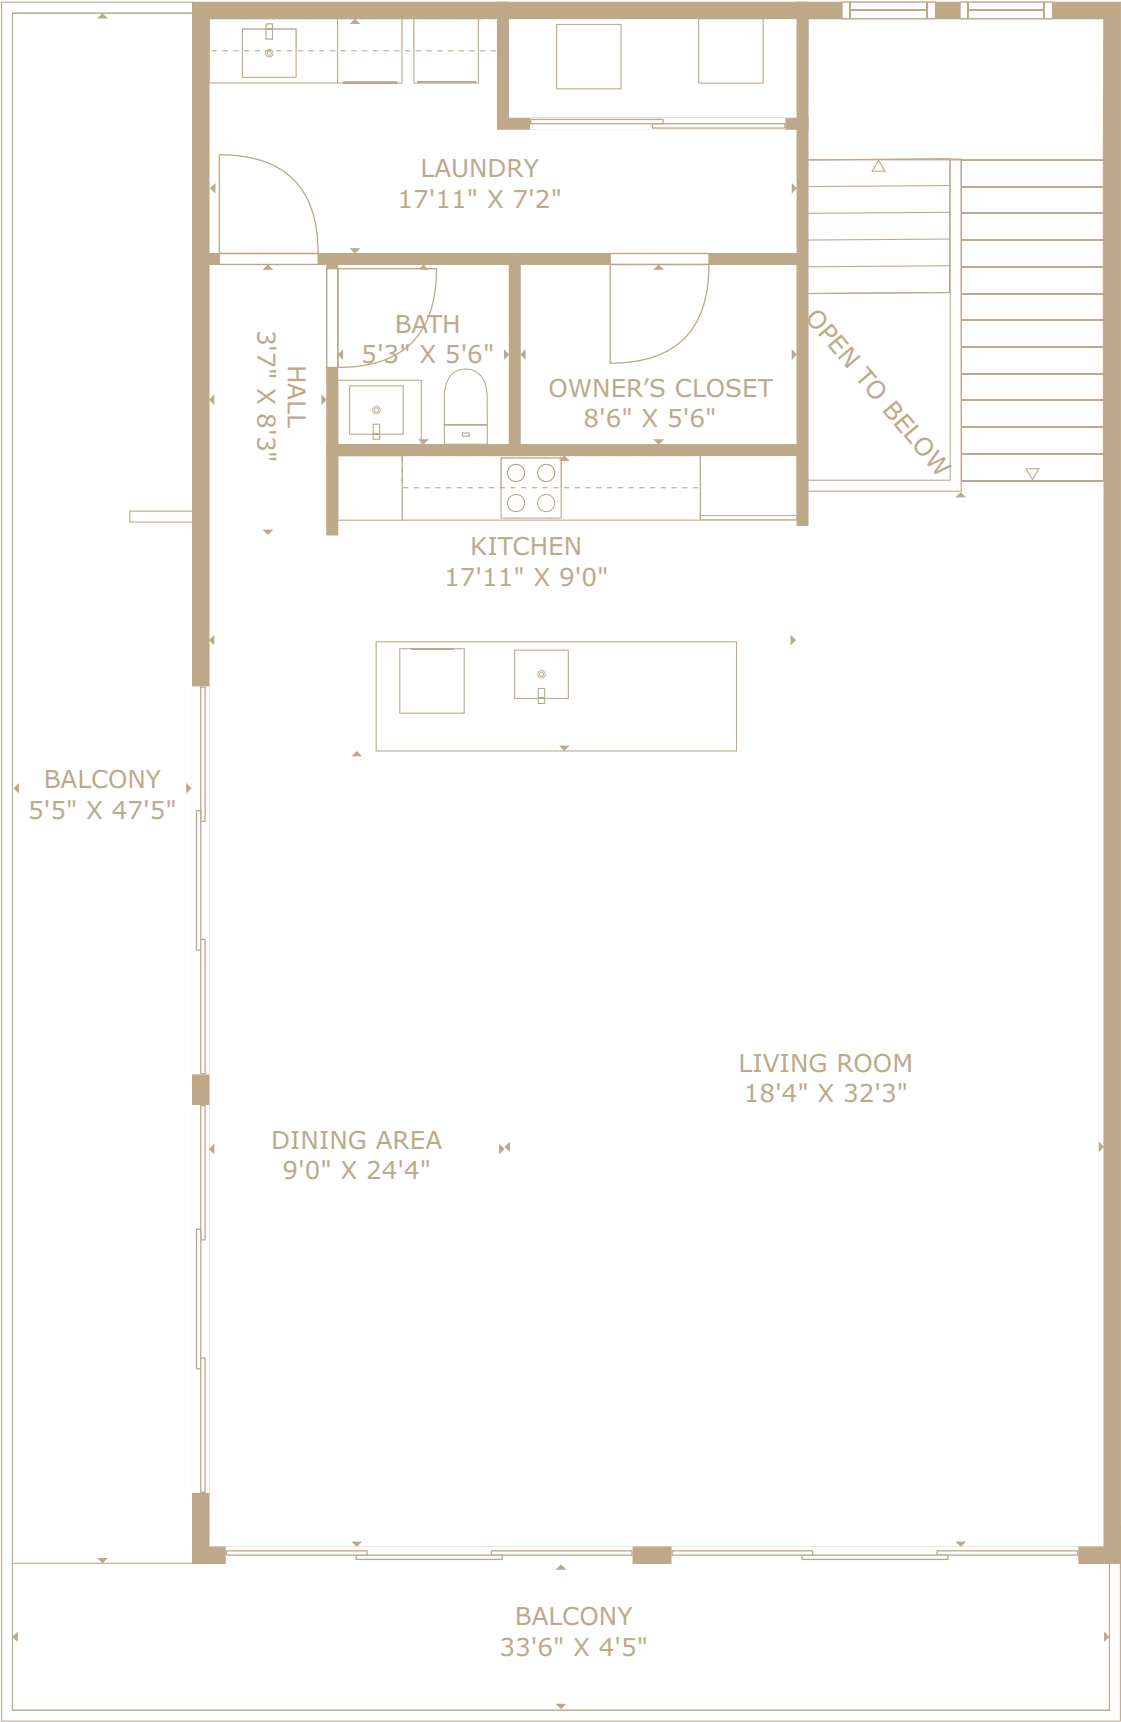 LAUNDRY
17'11" X 7'2"
BATH
5'3" X 5'6"
HALL
3'7" X 8'3"
OWNER’S CLOSET
8'6" X 5'6"
OPEN TO BELOW
KITCHEN
17'11" X 9'0"
BALCONY
5'5" X 47'5"
LIVING ROOM
18'4" X 32'3"
DINING AREA
9'0" X 24'4"
BALCONY
33'6" X 4'5"